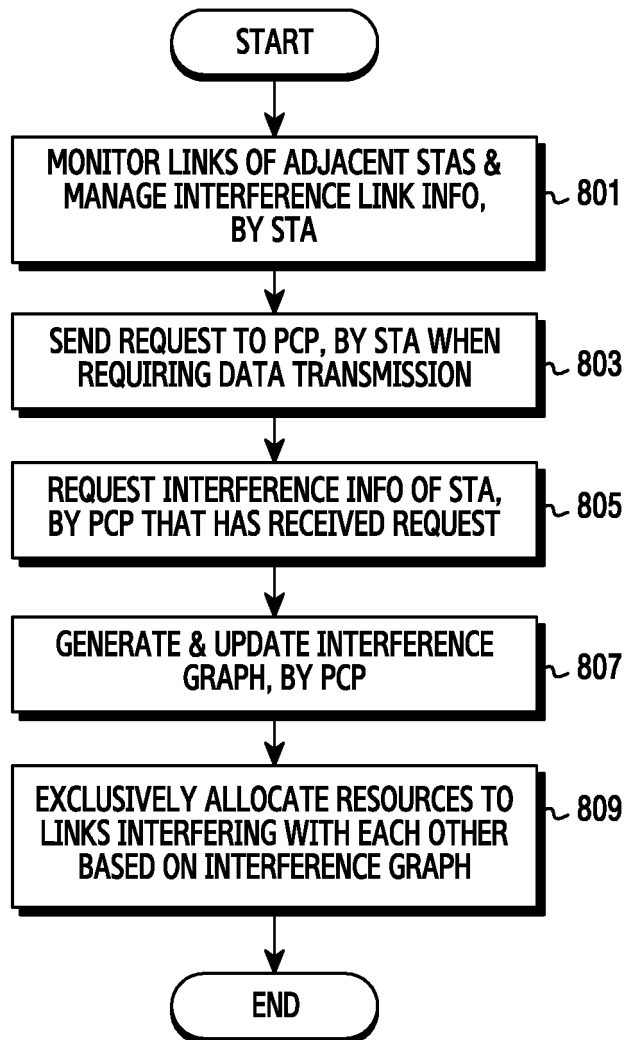 START
MONITOR LINKS OF ADJACENT STAS &
MANAGE INTERFERENCE LINK INFO,
BY STA
801
SEND REQUEST TO PCP, BY STA WHEN
REQUIRING DATA TRANSMISSION
803
REQUEST INTERFERENCE INFO OF STA,
BY PCP THAT HAS RECEIVED REQUEST
805
GENERATE & UPDATE INTERFERENCE
GRAPH, BY PCP
807
EXCLUSIVELY ALLOCATE RESOURCES TO
LINKS INTERFERING WITH EACH OTHER
BASED ON INTERFERENCE GRAPH
809
END